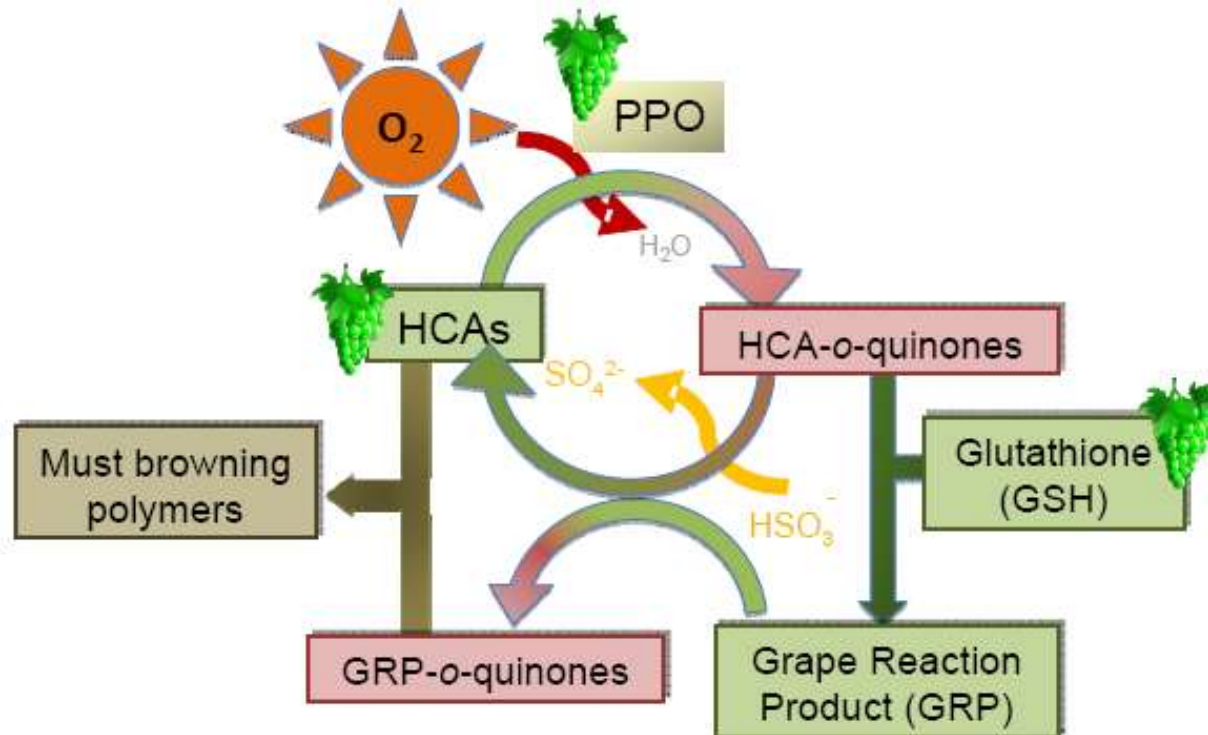 O₂
PPO
H₂O
HCAs
HCA-o-quinones
SO₄²⁻
Must browning
polymers
Glutathione
(GSH)
HSO₃⁻
GRP-o-quinones
Grape Reaction
Product (GRP)